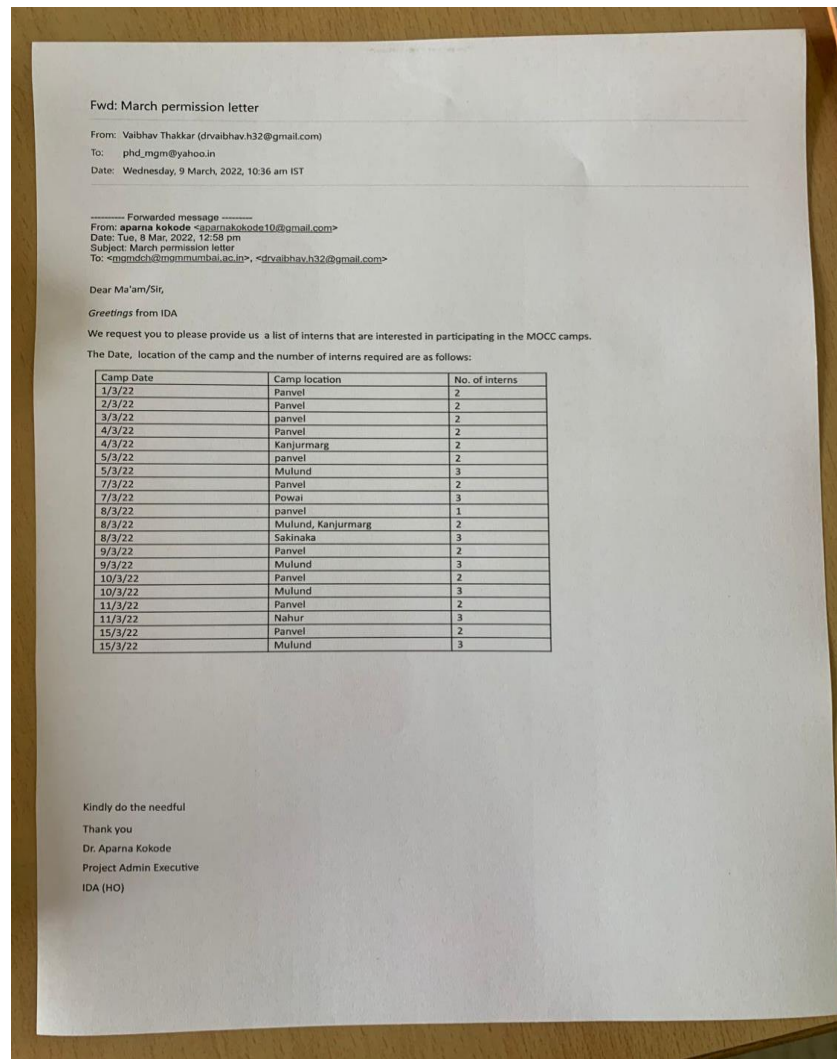 Fwd: March permission letter
From: Vaibhav Thakkar (drvaibhav.h32@gmail.com)
To: phd_mgm@yahoo.in
Date: Wednesday, 9 March, 2022, 10:36 am IST
---------- Forwarded message ---------
From: aparna kokode <aparnakokode10@gmail.com>
Date: Tue, 8 Mar, 2022, 12:58 pm
Subject: March permission letter
To: <mgmdch@mgmmumbai.ac.in>, <drvaibhav.h32@gmail.com>
Dear Ma'am/Sir,
Greetings from IDA
We request you to please provide us a list of interns that are interested in participating in the MOCC camps.
The Date, location of the camp and the number of interns required are as follows:
Camp Date Camp location No. of interns
1/3/22 Panvel 2
2/3/22 Panvel 2
3/3/22 panvel 2
4/3/22 Panvel 2
4/3/22 Kanjurmarg 2
5/3/22 panvel 2
5/3/22 Mulund 3
7/3/22 Panvel 2
7/3/22 Powai 3
8/3/22 panvel 1
8/3/22 Mulund, Kanjurmarg 2
8/3/22 Sakinaka 3
9/3/22 Panvel 2
9/3/22 Mulund 3
10/3/22 Panvel 2
10/3/22 Mulund 3
11/3/22 Panvel 2
11/3/22 Nahur 3
15/3/22 Panvel 2
15/3/22 Mulund 3
Kindly do the needful
Thank you
Dr. Aparna Kokode
Project Admin Executive
IDA (HO)